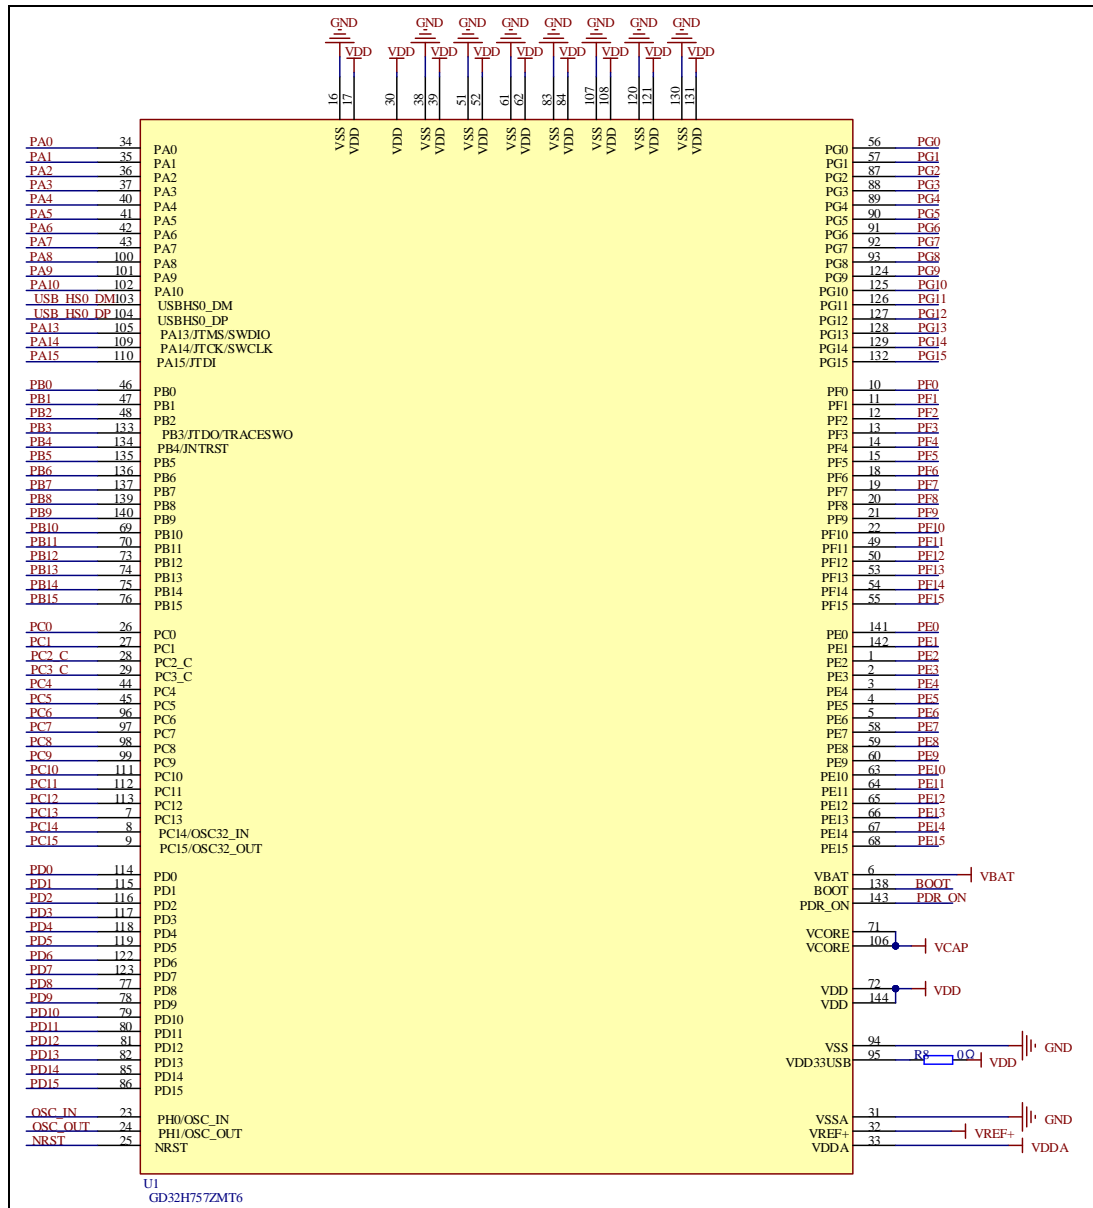 GND GND GND GND GND GND GND GND
VDD VDD VDD VDD VDD VDD VDD VDD VDD
16 17 30 38 39 51 52 61 62 83 84 107 108 120 121 130 131
VSS VDD VDD VSS VDD VSS VDD VSS VDD VSS VDD VSS VDD VSS VDD VSS VDD
PA0 34 PA0 PG0 56 PG0
PA1 35 PA1 PG1 57 PG1
PA2 36 PA2 PG2 87 PG2
PA3 37 PA3 PG3 88 PG3
PA4 40 PA4 PG4 89 PG4
PA5 41 PA5 PG5 90 PG5
PA6 42 PA6 PG6 91 PG6
PA7 43 PA7 PG7 92 PG7
PA8 100 PA8 PG8 93 PG8
PA9 101 PA9 PG9 124 PG9
PA10 102 PA10 PG10 125 PG10
USB_HS0_DM 103 USBHS0_DM PG11 126 PG11
USB_HS0_DP 104 USBHS0_DP PG12 127 PG12
PA13 105 PA13/JTMS/SWDIO PG13 128 PG13
PA14 109 PA14/JTCK/SWCLK PG14 129 PG14
PA15 110 PA15/JTDI PG15 132 PG15
PB0 46 PB0 PF0 10 PF0
PB1 47 PB1 PF1 11 PF1
PB2 48 PB2 PF2 12 PF2
PB3 133 PB3/JTDO/TRACESWO PF3 13 PF3
PB4 134 PB4/JNTRST PF4 14 PF4
PB5 135 PB5 PF5 15 PF5
PB6 136 PB6 PF6 18 PF6
PB7 137 PB7 PF7 19 PF7
PB8 139 PB8 PF8 20 PF8
PB9 140 PB9 PF9 21 PF9
PB10 69 PB10 PF10 22 PF10
PB11 70 PB11 PF11 49 PF11
PB12 73 PB12 PF12 50 PF12
PB13 74 PB13 PF13 53 PF13
PB14 75 PB14 PF14 54 PF14
PB15 76 PB15 PF15 55 PF15
PC0 26 PC0 PE0 141 PE0
PC1 27 PC1 PE1 142 PE1
PC2_C 28 PC2_C PE2 1 PE2
PC3_C 29 PC3_C PE3 2 PE3
PC4 44 PC4 PE4 3 PE4
PC5 45 PC5 PE5 4 PE5
PC6 96 PC6 PE6 5 PE6
PC7 97 PC7 PE7 58 PE7
PC8 98 PC8 PE8 59 PE8
PC9 99 PC9 PE9 60 PE9
PC10 111 PC10 PE10 63 PE10
PC11 112 PC11 PE11 64 PE11
PC12 113 PC12 PE12 65 PE12
PC13 7 PC13 PE13 66 PE13
PC14 8 PC14/OSC32_IN PE14 67 PE14
PC15 9 PC15/OSC32_OUT PE15 68 PE15
PD0 114 PD0 VBAT 6 VBAT
PD1 115 PD1 BOOT 138 BOOT
PD2 116 PD2 PDR_ON 143 PDR_ON
PD3 117 PD3
PD4 118 PD4 VCORE 71
PD5 119 PD5 VCORE 106 VCAP
PD6 122 PD6
PD7 123 PD7
PD8 77 PD8 VDD 72 VDD
PD9 78 PD9 VDD 144
PD10 79 PD10
PD11 80 PD11
PD12 81 PD12 VSS 94 GND
PD13 82 PD13 VDD33USB 95 R8 0Ω VDD
PD14 85 PD14
PD15 86 PD15
OSC_IN 23 PH0/OSC_IN VSSA 31 GND
OSC_OUT 24 PH1/OSC_OUT VREF+ 32 VREF+
NRST 25 NRST VDDA 33 VDDA
U1
GD32H757ZMT6